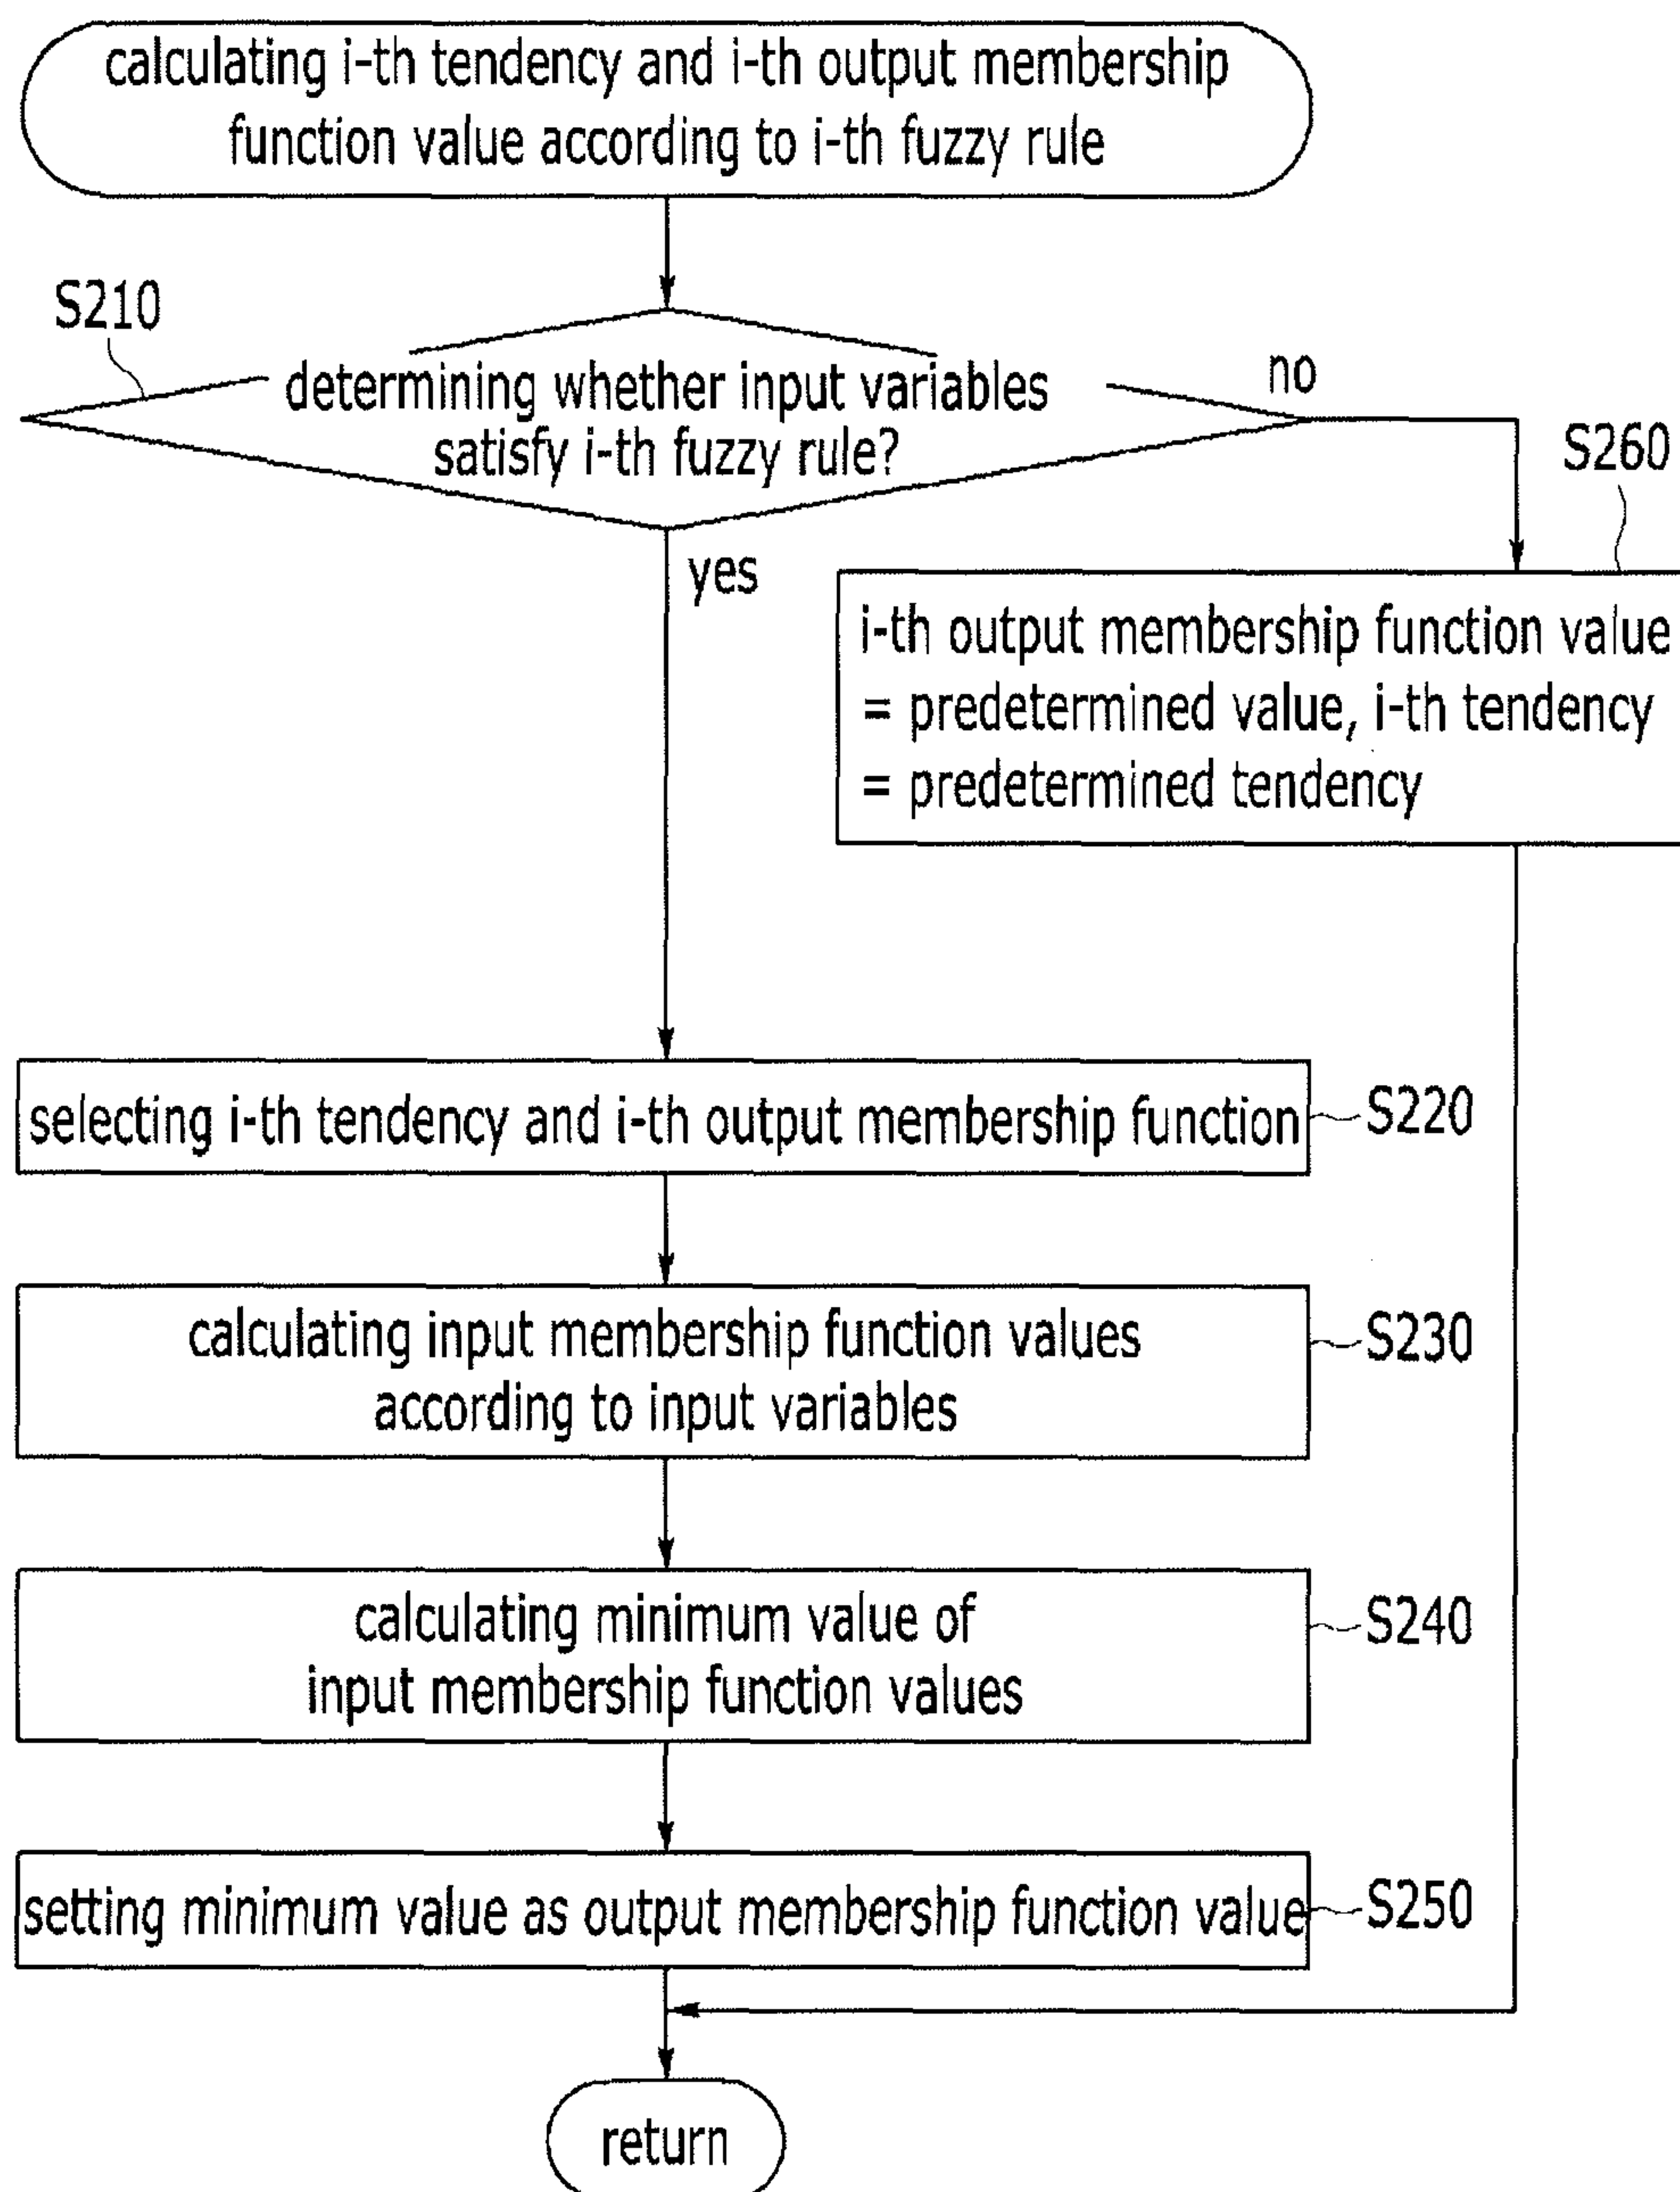 calculating i-th tendency and i-th output membership
function value according to i-th fuzzy rule
S210
determining whether input variables
satisfy i-th fuzzy rule?
no
S260
yes
i-th output membership function value
= predetermined value, i-th tendency
= predetermined tendency
selecting i-th tendency and i-th output membership function
S220
calculating input membership function values
according to input variables
S230
calculating minimum value of
input membership function values
S240
setting minimum value as output membership function value
S250
return